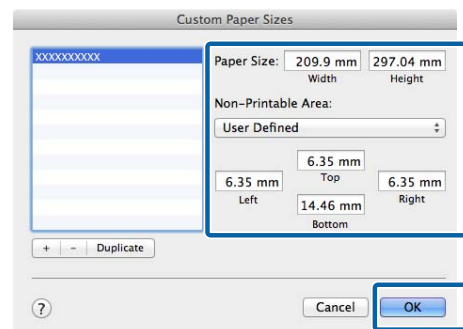 Custom Paper Sizes
XXXXXXXXXX
Paper Size: 209.9 mm 297.04 mm
Width Height
Non-Printable Area:
User Defined
6.35 mm
Top
6.35 mm 6.35 mm
Left Right
14.46 mm
Bottom
+ - Duplicate
? Cancel OK